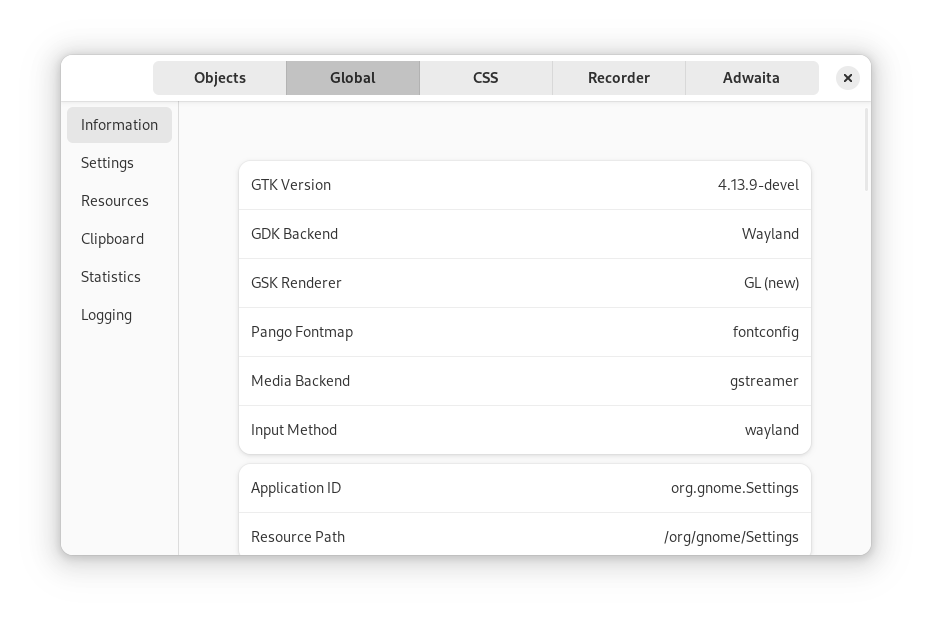 Objects Global CSS Recorder Adwaita
Information
Settings
Resources
Clipboard
Statistics
Logging
GTK Version 4.13.9-devel
GDK Backend Wayland
GSK Renderer GL (new)
Pango Fontmap fontconfig
Media Backend gstreamer
Input Method wayland
Application ID org.gnome.Settings
Resource Path /org/gnome/Settings